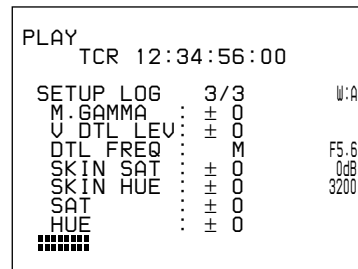 PLAY
TCR 12:34:56:00
SETUP LOG 3/3 W:A
M.GAMMA : ± 0
V DTL LEV: ± 0
DTL FREQ : M F5.6
SKIN SAT : ± 0 0dB
SKIN HUE : ± 0 3200
SAT : ± 0
HUE : ± 0